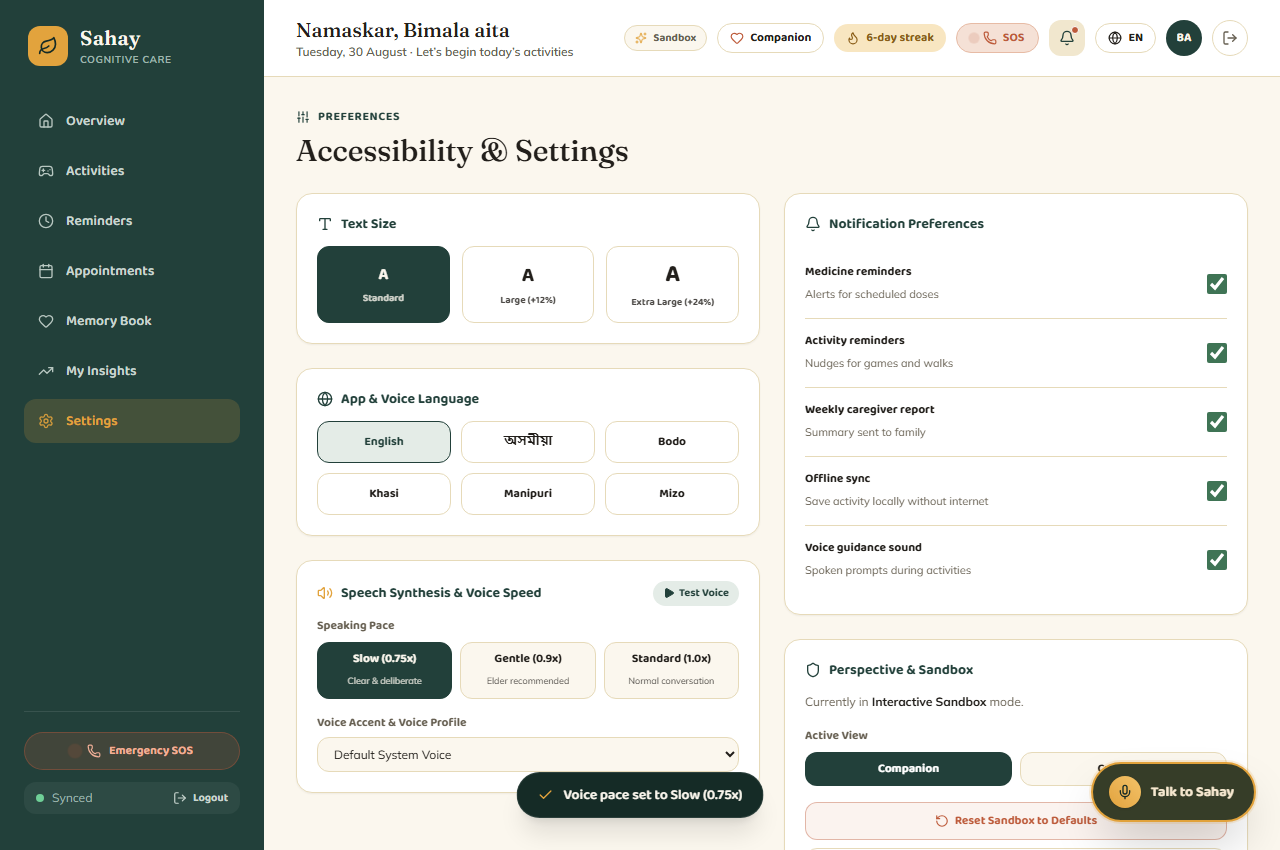 Sahay
COGNITIVE CARE
Overview
Activities
Reminders
Appointments
Memory Book
My Insights
Settings
Emergency SOS
Synced
Logout
Namaskar, Bimala aita
Tuesday, 30 August · Let's begin today's activities
Sandbox
Companion
6-day streak
SOS
EN
BA
PREFERENCES
Accessibility & Settings
Text Size
A
Standard
A
Large (+12%)
A
Extra Large (+24%)
App & Voice Language
English
অসমীয়া
Bodo
Khasi
Manipuri
Mizo
Speech Synthesis & Voice Speed
Test Voice
Speaking Pace
Slow (0.75x)
Clear & deliberate
Gentle (0.9x)
Elder recommended
Standard (1.0x)
Normal conversation
Voice Accent & Voice Profile
Default System Voice
Voice pace set to Slow (0.75x)
Notification Preferences
Medicine reminders
Alerts for scheduled doses
Activity reminders
Nudges for games and walks
Weekly caregiver report
Summary sent to family
Offline sync
Save activity locally without internet
Voice guidance sound
Spoken prompts during activities
Perspective & Sandbox
Currently in Interactive Sandbox mode.
Active View
Companion
Talk to Sahay
Reset Sandbox to Defaults